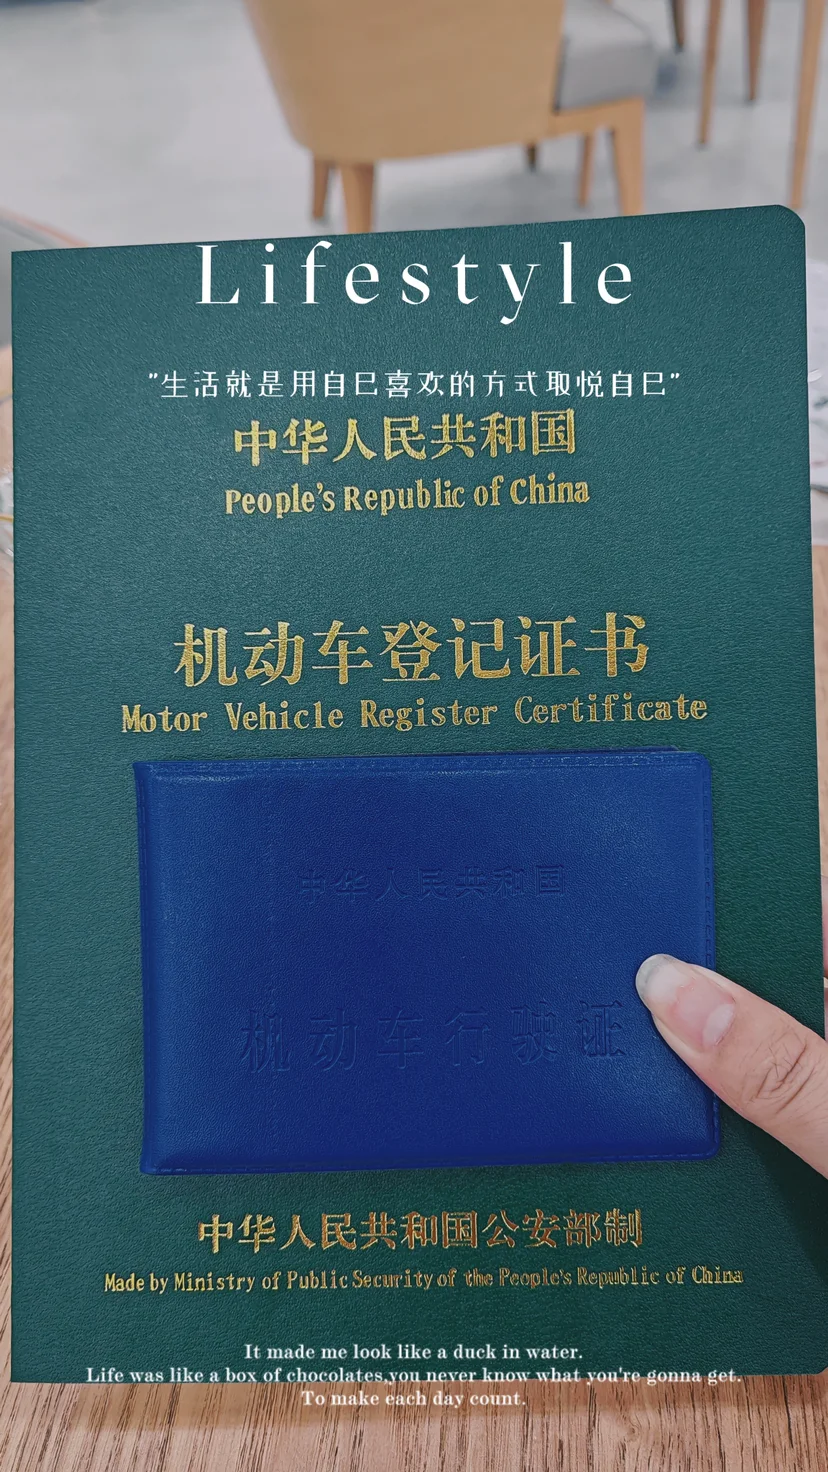 Lifestyle
"生活就是用自己喜欢的方式取悦自己"
中华人民共和国
People's Republic of China
机动车登记证书
Motor Vehicle Register Certificate
中华人民共和国
机动车行驶证
中华人民共和国公安部制
Made by Ministry of Public Security of the People's Republic of China
It made me look like a duck in water.
Life was like a box of chocolates,you never know what you're gonna get.
To make each day count.